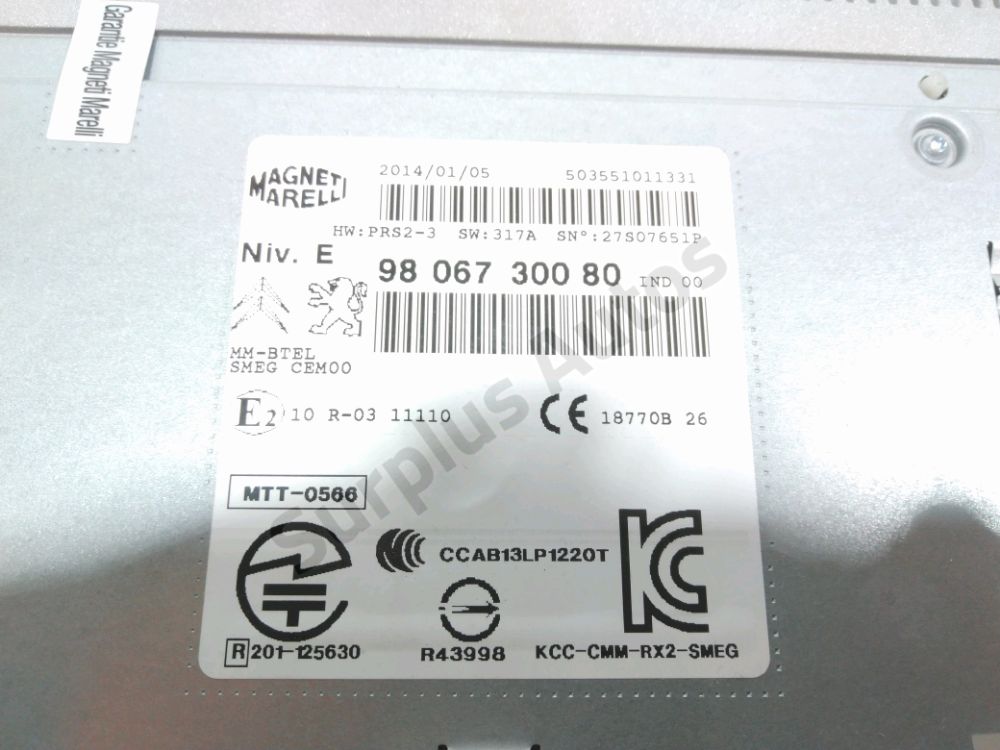 Garantie Magneti Marelli
MAGNETI
MARELLI
2014/01/05 503551011331
HW:PRS2-3 SW:317A SN°:27S07651P
Niv. E
98 067 300 80 IND 00
MM-BTEL
SMEG CEM00
E2 10 R-03 11110 CE 18770B 26
MTT-0566
CCAB13LP1220T
KC
R 201-125630 R43998 KCC-CMM-RX2-SMEG
Surplus Autos